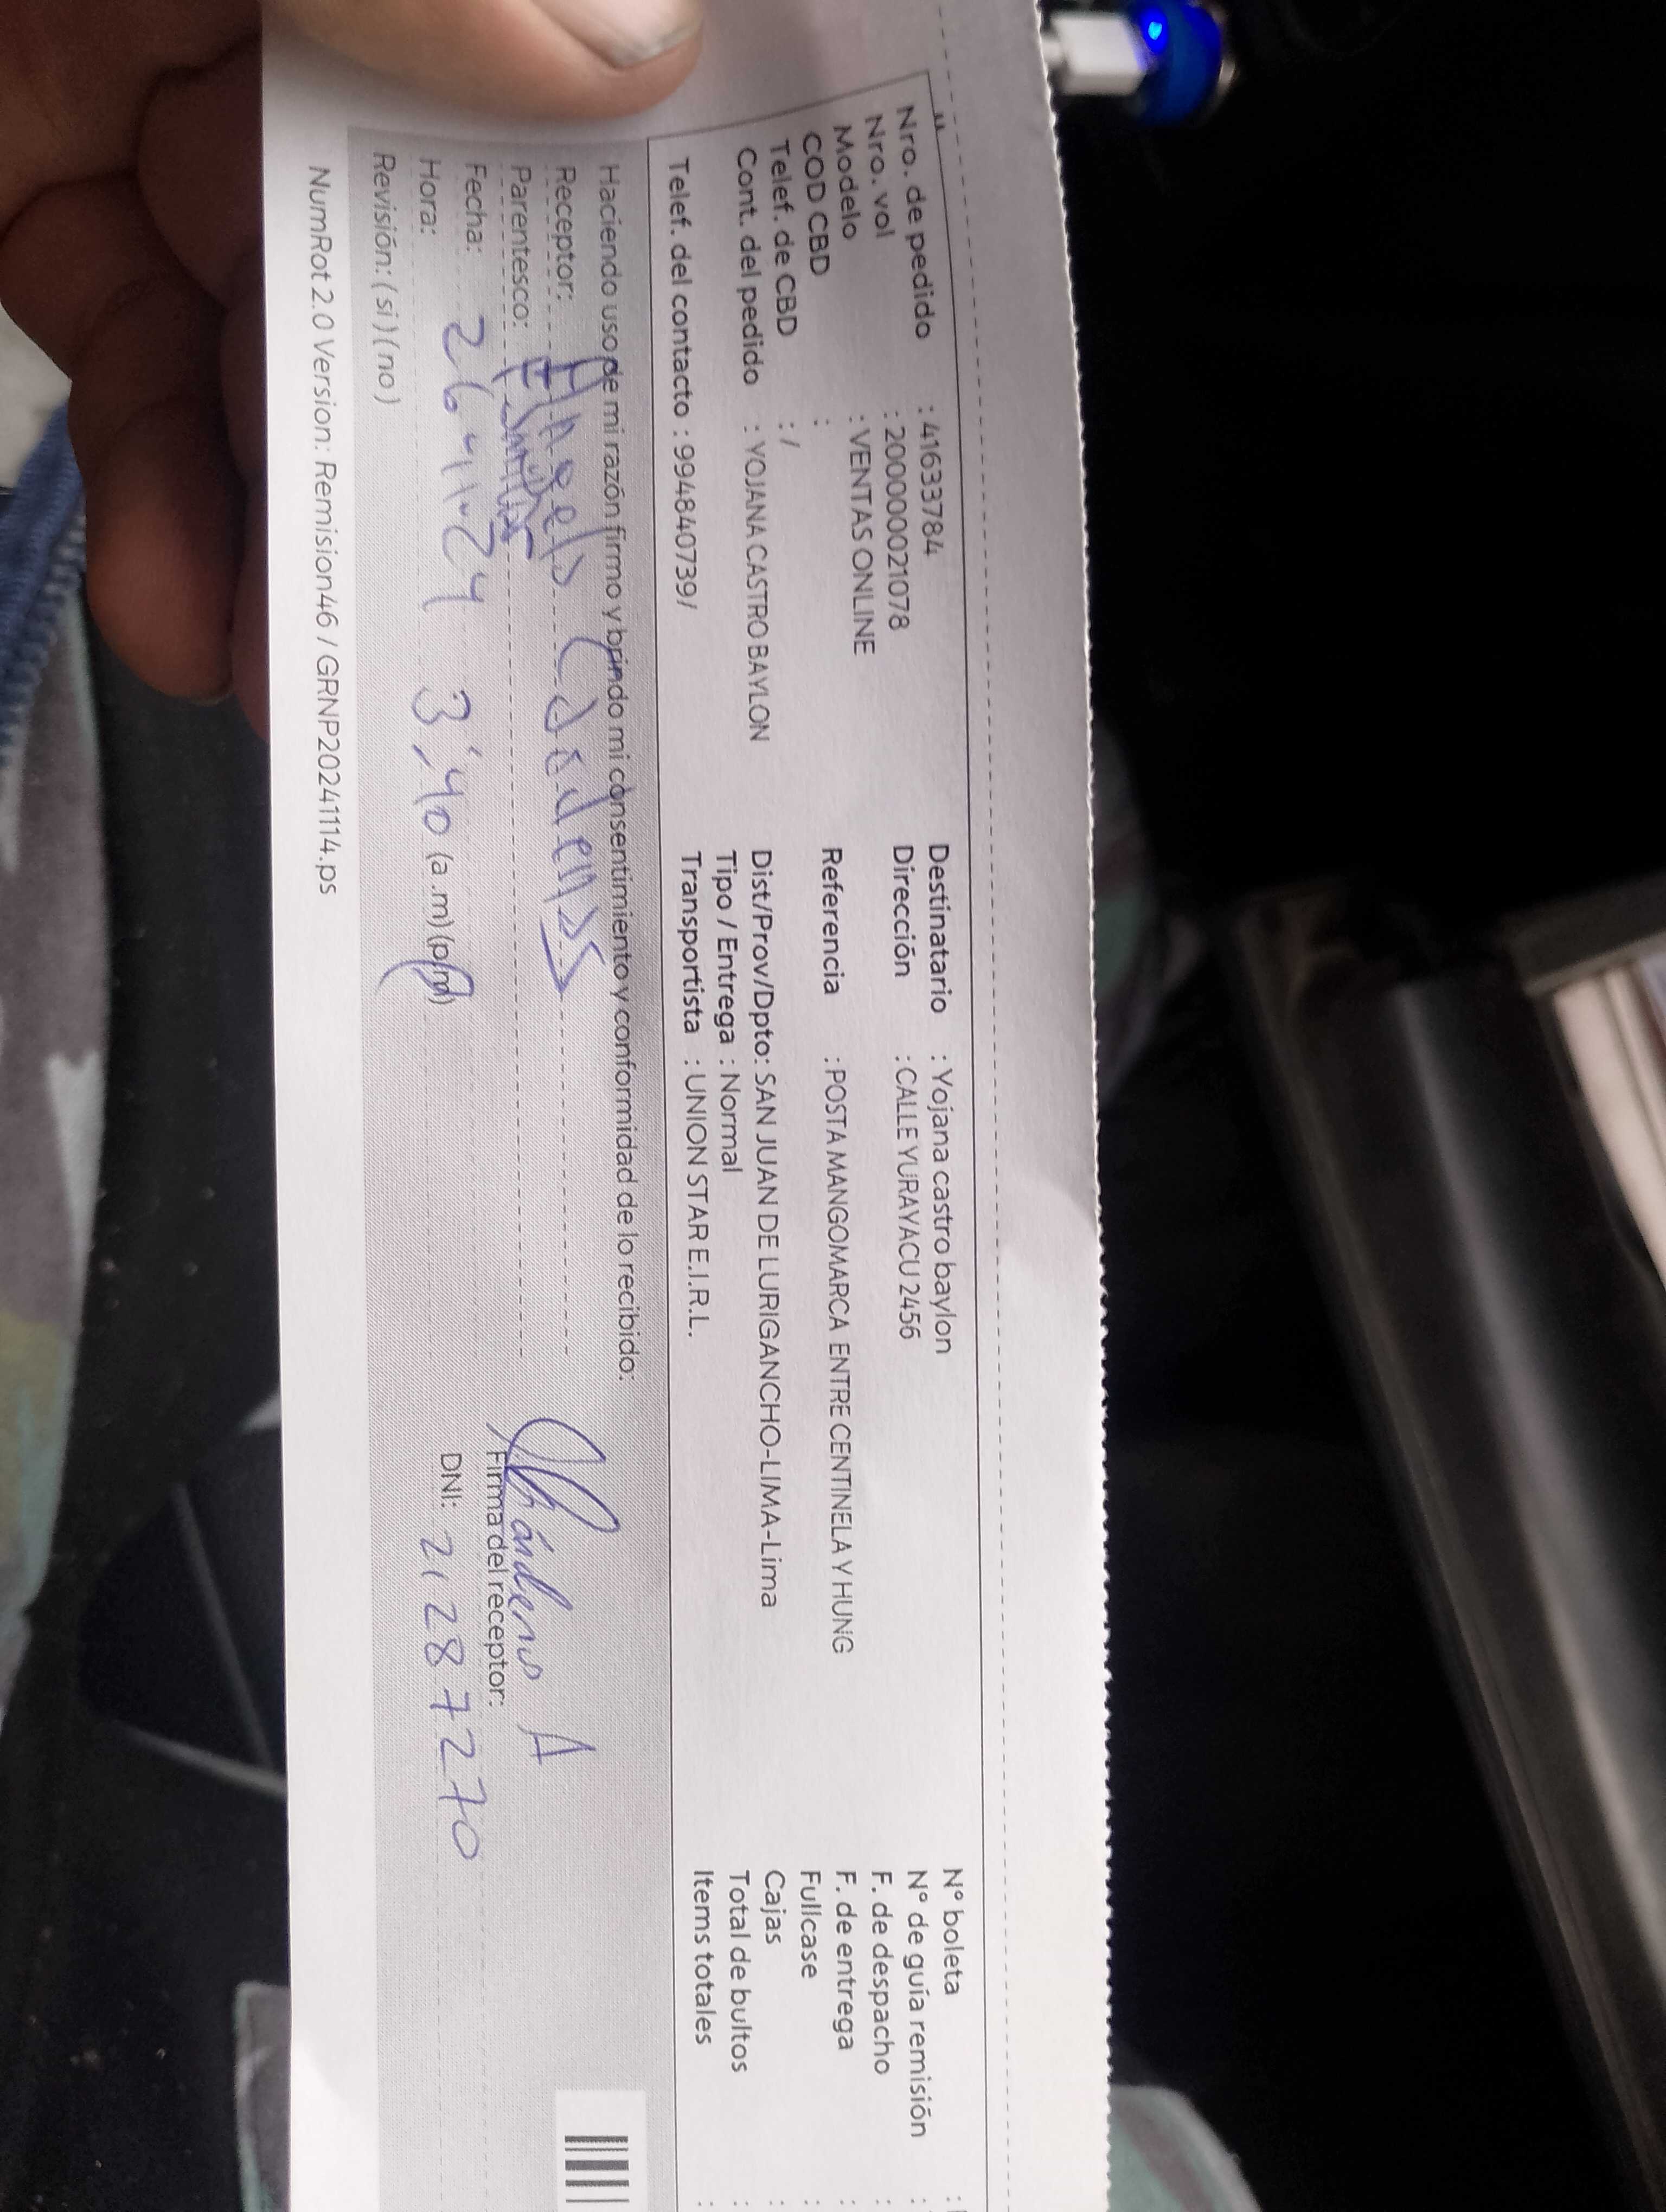 Nro. de pedido : 41633784
Nro. vol : 2000000021078
Modelo : VENTAS ONLINE
COD CBD :
Telef. de CBD : /
Cont. del pedido : YOJANA CASTRO BAYLON
Telef. del contacto : 994840739/
Destinatario : Yojana castro baylon
Dirección : CALLE YURAYACU 2456
Referencia : POSTA MANGOMARCA ENTRE CENTINELA Y HUNG
Dist/Prov/Dpto: SAN JUAN DE LURIGANCHO-LIMA-Lima
Tipo / Entrega : Normal
Transportista : UNION STAR E.I.R.L.
N° boleta :
N° de guía remisión :
F. de despacho :
F. de entrega :
Fullcase :
Cajas :
Total de bultos :
Items totales :
Haciendo uso de mi razón firmo y brindo mi consentimiento y conformidad de lo recibido:
Receptor: Angelo Cadenas
Parentesco:
Fecha: 26-11-24
Hora: 3:40 (a .m) (p.m)
Revisión: ( si ) ( no )
Firma del receptor:
DNI: 21287270
NumRot 2.0 Version: Remision46 / GRNP20241114.ps